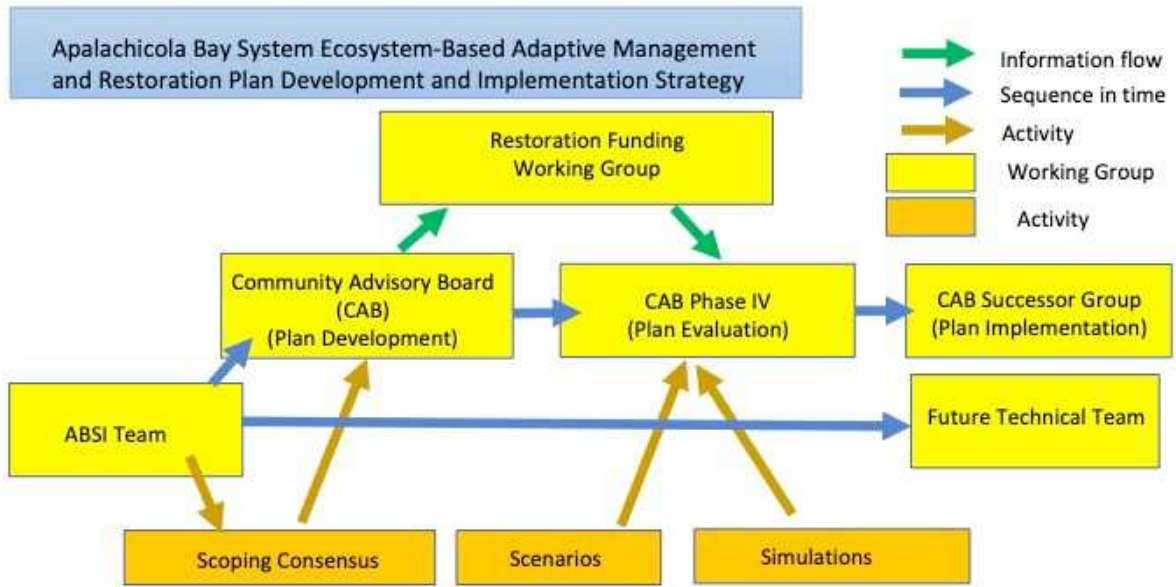 Apalachicola Bay System Ecosystem-Based Adaptive Management
and Restoration Plan Development and Implementation Strategy
Information flow
Sequence in time
Activity
Working Group
Activity
Restoration Funding
Working Group
Community Advisory Board
(CAB)
(Plan Development)
CAB Phase IV
(Plan Evaluation)
CAB Successor Group
(Plan Implementation)
ABSI Team
Future Technical Team
Scoping Consensus
Scenarios
Simulations